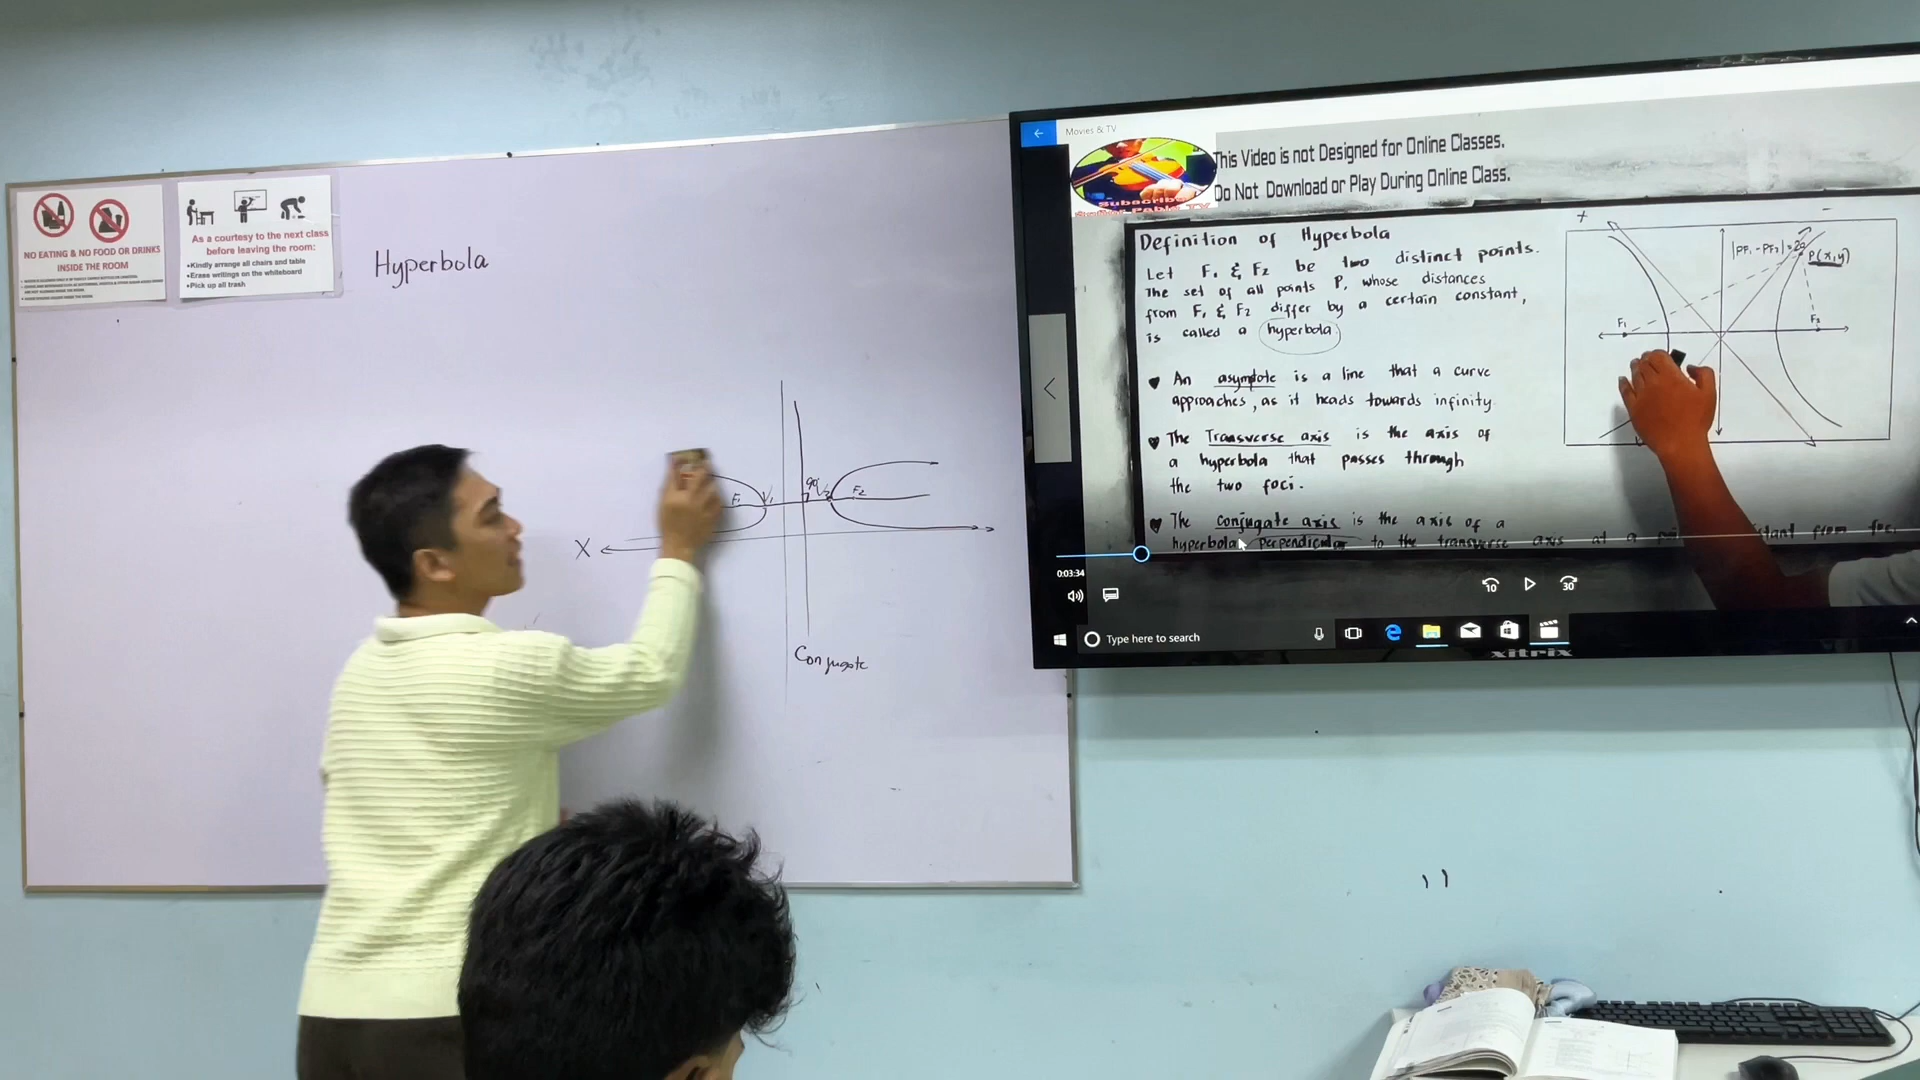 NO EATING & NO FOOD OR DRINKS
INSIDE THE ROOM
As a courtesy to the next class
before leaving the room:
•Kindly arrange all chairs and table
•Erase writings on the whiteboard
•Pick up all trash
Hyperbola
F1 V1 90° V2 F2
X
Conjugate
Movies & TV
This Video is not Designed for Online Classes.
Do Not Download or Play During Online Class.
Subscribe
Definition of Hyperbola
Let F1 & F2 be two distinct points.
The set of all points P, whose distances
from F1 & F2 differ by a certain constant,
is called a hyperbola.
♥ An asymptote is a line that a curve
approaches, as it heads towards infinity.
♥ The Transverse axis is the axis of
a hyperbola that passes through
the two foci.
♥ The conjugate axis is the axis of a
hyperbola perpendicular to the transverse axis at a
+
-
|PF1 - PF2| = 2a
P(x,y)
F1
F2
0:03:34
10
30
Type here to search
xitrix